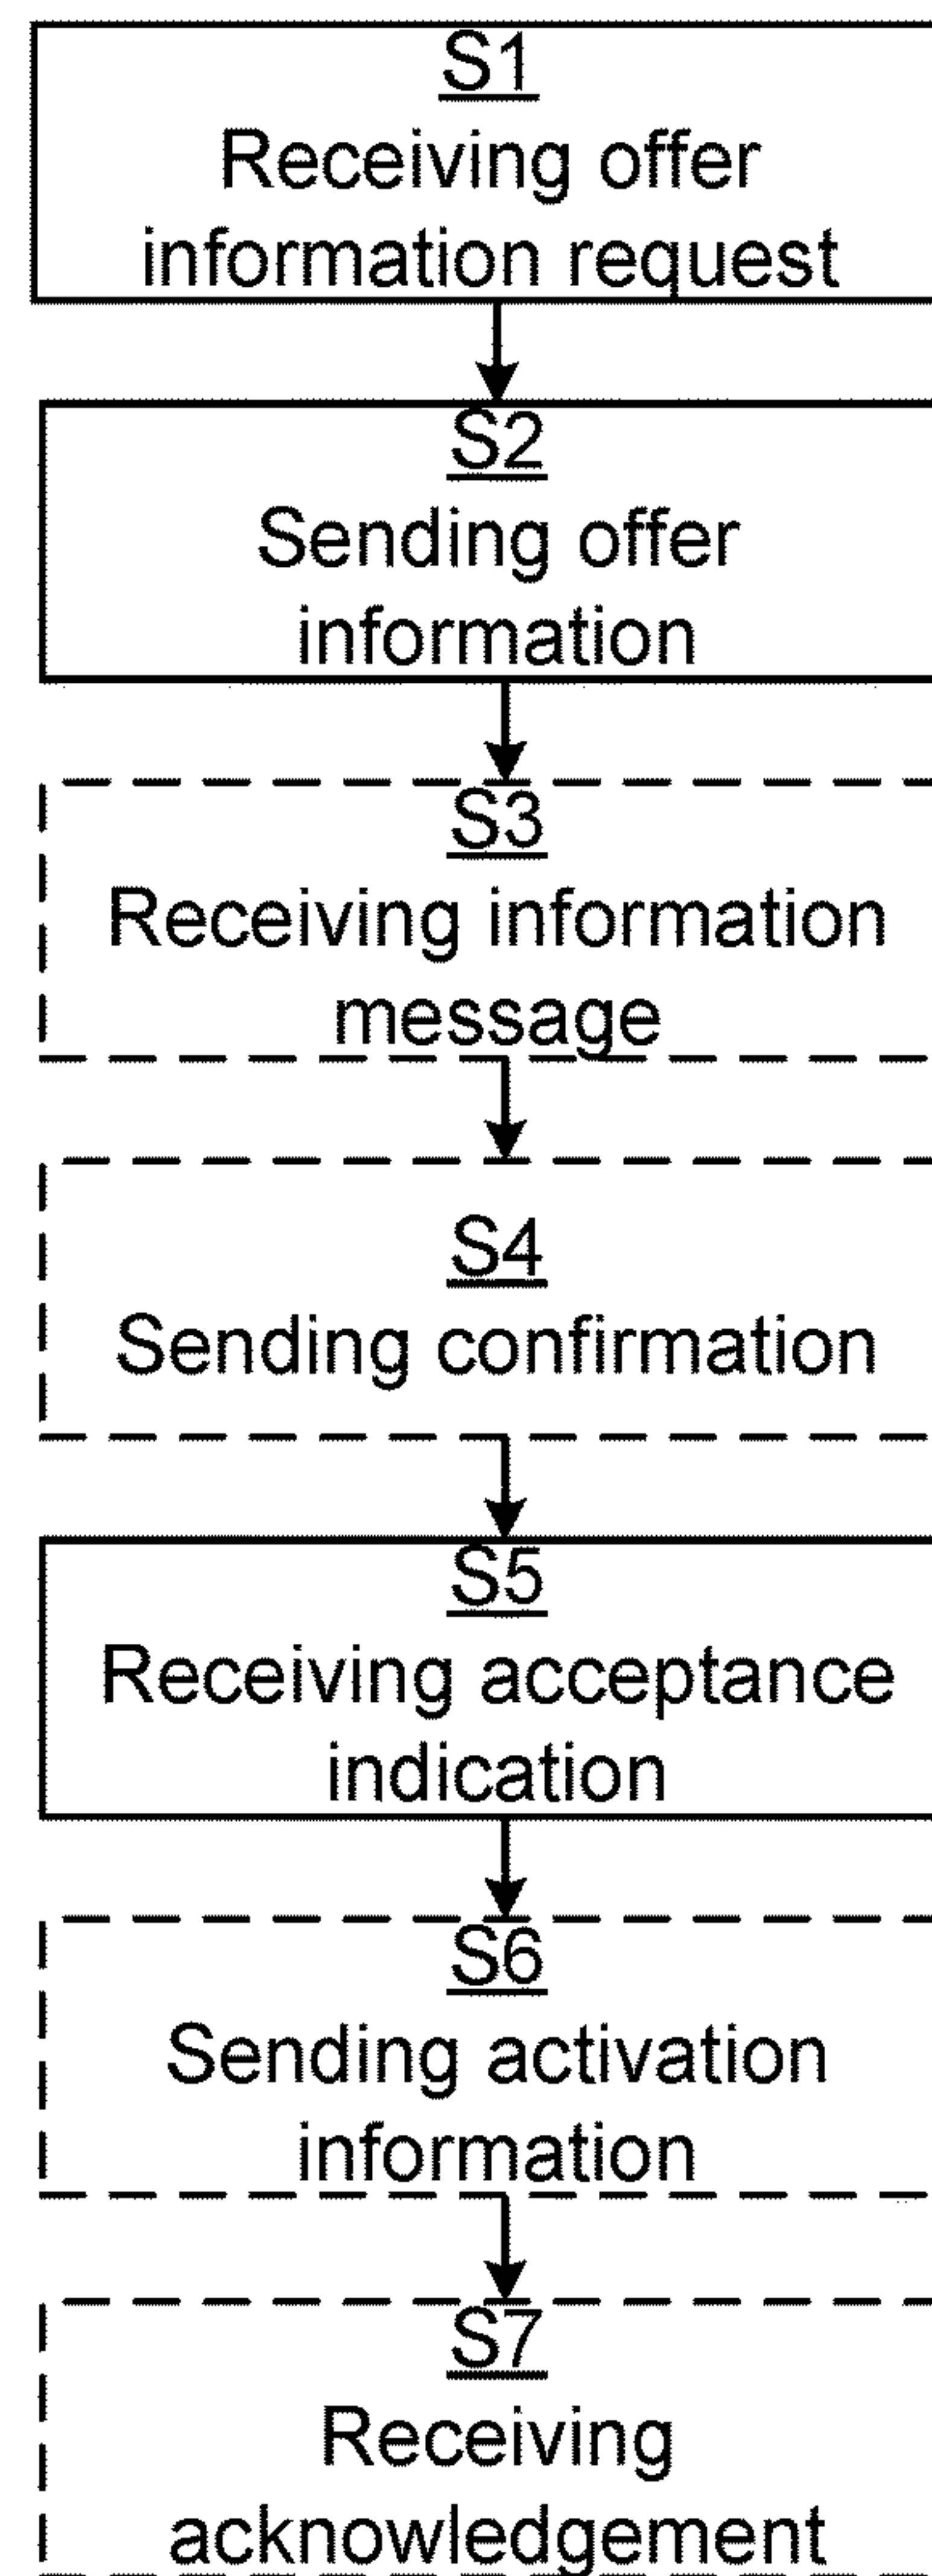 S1
Receiving offer
information request
S2
Sending offer
information
S3
Receiving information
message
S4
Sending confirmation
S5
Receiving acceptance
indication
S6
Sending activation
information
S7
Receiving
acknowledgement